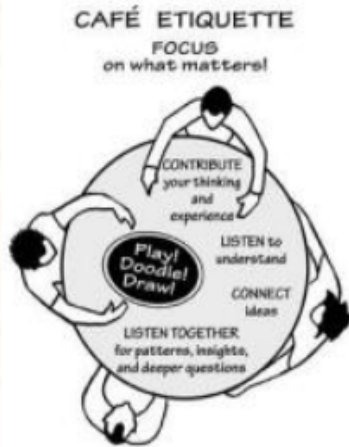 CAFÉ ETIQUETTE
FOCUS
on what matters!
CONTRIBUTE
your thinking
and
experience
Play!
Doodle!
Draw!
LISTEN to
understand
CONNECT
Ideas
LISTEN TOGETHER
for patterns, insights,
and deeper questions